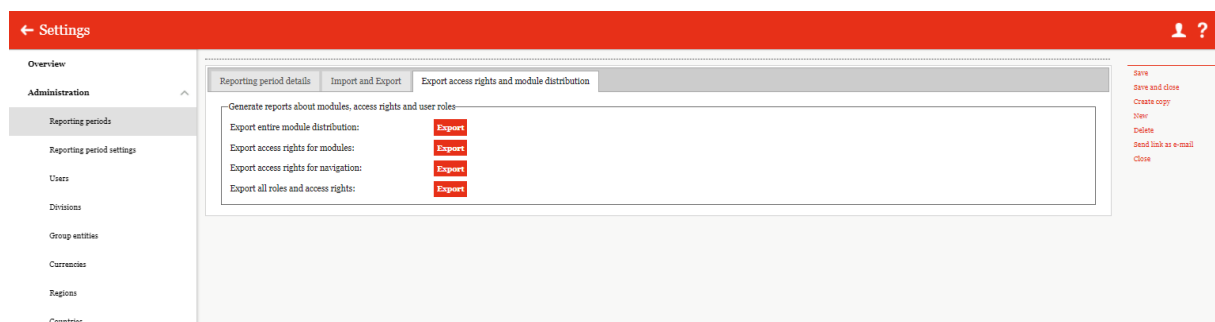 ← Settings
?
Overview
Administration
Reporting periods
Reporting period settings
Users
Divisions
Group entities
Currencies
Regions
Countries
Reporting period details
Import and Export
Export access rights and module distribution
Generate reports about modules, access rights and user roles
Export entire module distribution: Export
Export access rights for modules: Export
Export access rights for navigation: Export
Export all roles and access rights: Export
Save
Save and close
Create copy
New
Delete
Send link as e-mail
Close